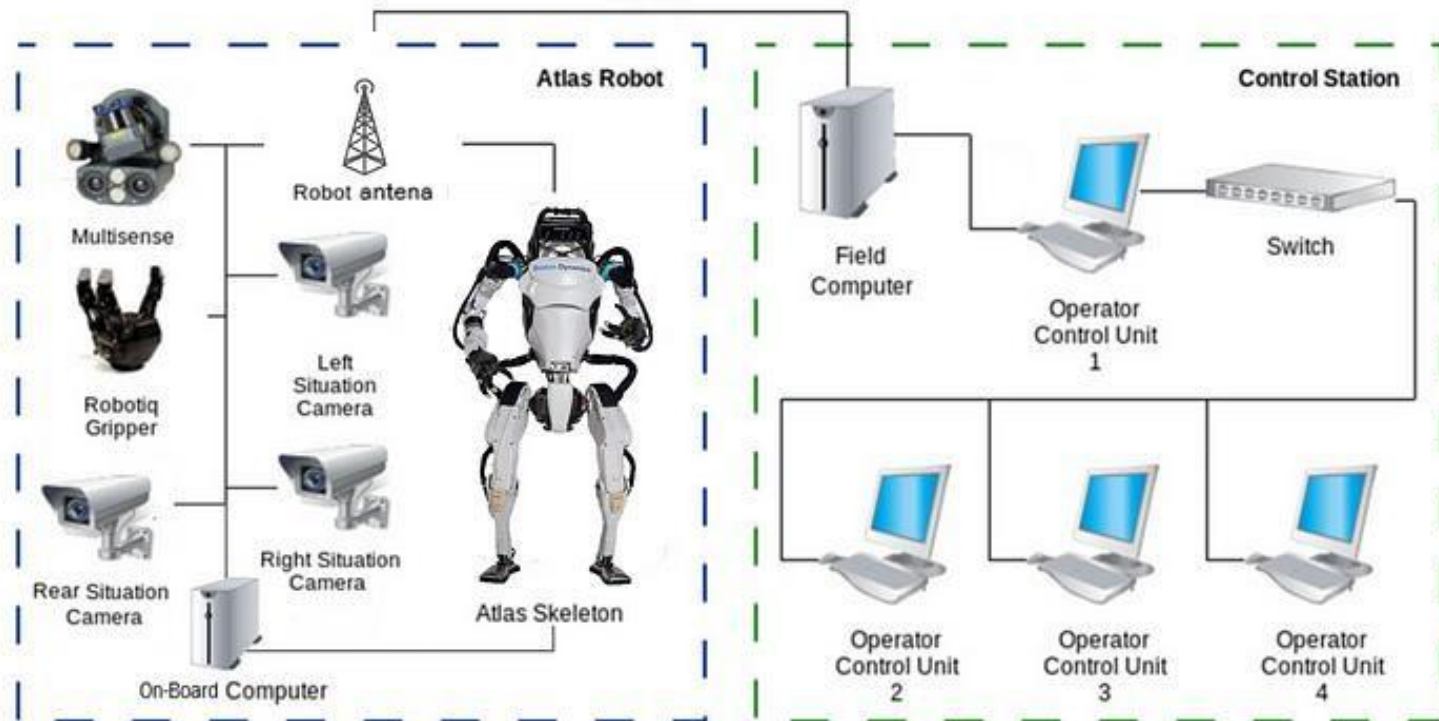 Atlas Robot
Multisense
Robot antena
Robotiq
Gripper
Left
Situation
Camera
Boston Dynamics
Rear Situation
Camera
Right Situation
Camera
Atlas Skeleton
On-Board Computer
Control Station
Field
Computer
Operator
Control Unit
1
Switch
Operator
Control Unit
2
Operator
Control Unit
3
Operator
Control Unit
4